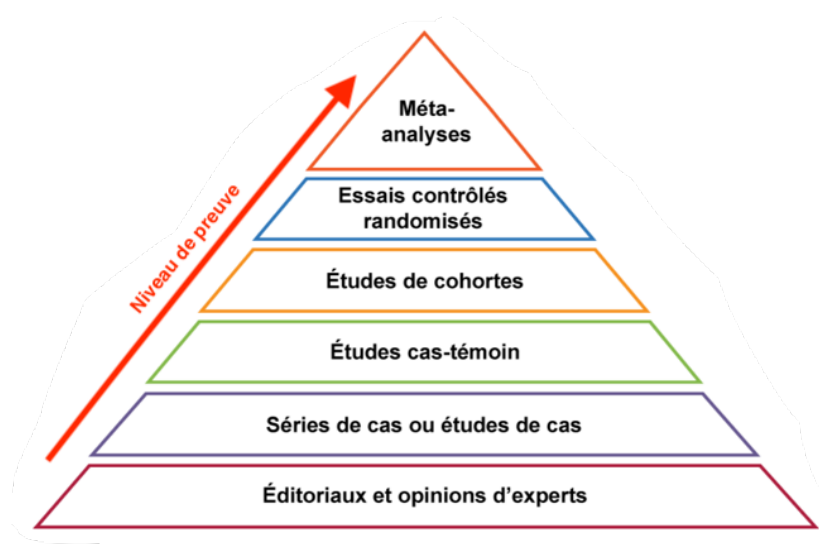 Méta-
analyses
Essais contrôlés
randomisés
Niveau de preuve
Études de cohortes
Études cas-témoin
Séries de cas ou études de cas
Éditoriaux et opinions d’experts